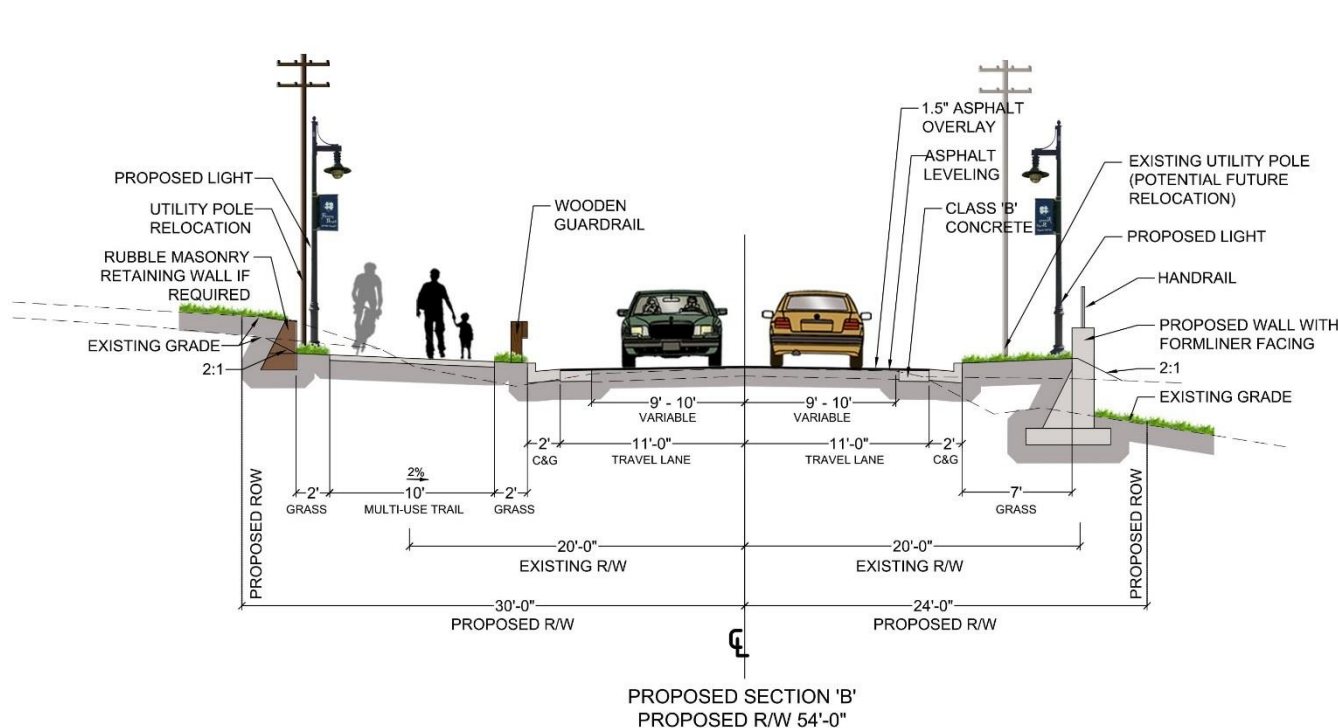 PROPOSED LIGHT
UTILITY POLE
RELOCATION
RUBBLE MASONRY
RETAINING WALL IF
REQUIRED
EXISTING GRADE
2:1
WOODEN
GUARDRAIL
1.5" ASPHALT
OVERLAY
ASPHALT
LEVELING
CLASS 'B'
CONCRETE
EXISTING UTILITY POLE
(POTENTIAL FUTURE
RELOCATION)
PROPOSED LIGHT
HANDRAIL
PROPOSED WALL WITH
FORMLINER FACING
2:1
EXISTING GRADE
9' - 10'
VARIABLE
9' - 10'
VARIABLE
2'
C&G
11'-0"
TRAVEL LANE
11'-0"
TRAVEL LANE
2'
C&G
2'
GRASS
2%
10'
MULTI-USE TRAIL
2'
GRASS
7'
GRASS
PROPOSED ROW
20'-0"
EXISTING R/W
20'-0"
EXISTING R/W
PROPOSED ROW
30'-0"
PROPOSED R/W
24'-0"
PROPOSED R/W
CL
PROPOSED SECTION 'B'
PROPOSED R/W 54'-0"